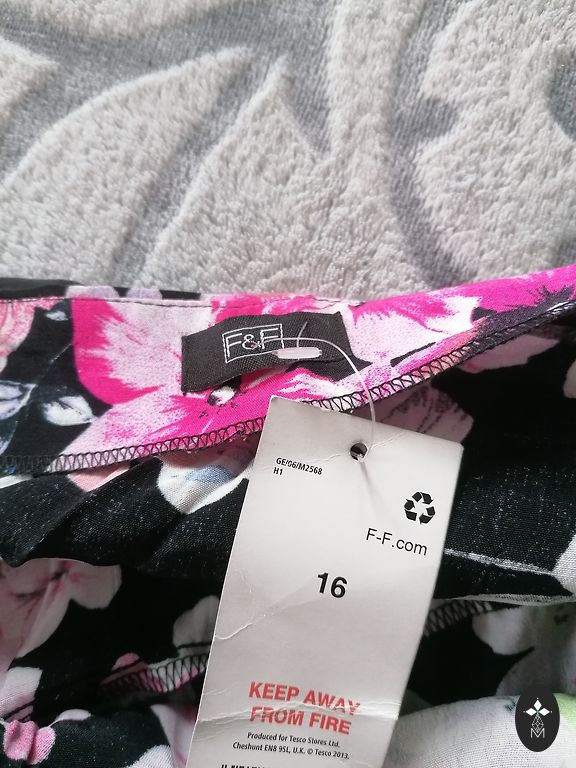 F&F
GE/06/M2568
H1
F-F.com
16
KEEP AWAY
FROM FIRE
Produced for Tesco Stores Ltd,
Cheshunt EN8 9SL, U.K. © Tesco 2013.
M